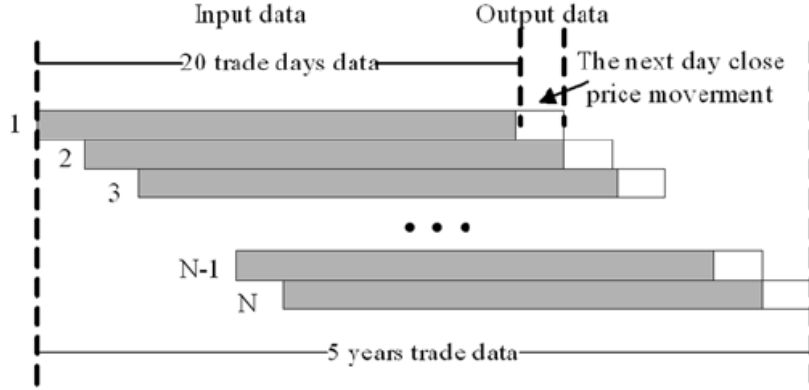 Input data
Output data
20 trade days data
The next day close
price moverment
1
2
3
N-1
N
5 years trade data